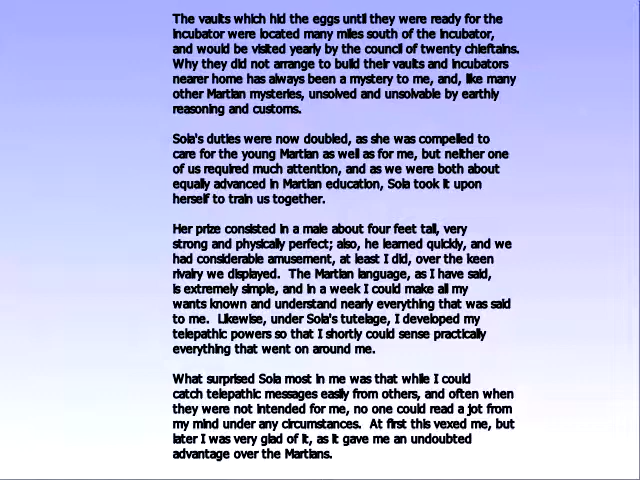 The vaults which hid the eggs until they were ready for the
incubator were located many miles south of the incubator,
and would be visited yearly by the council of twenty chieftains.
Why they did not arrange to build their vaults and incubators
nearer home has always been a mystery to me, and, like many
other Martian mysteries, unsolved and unsolvable by earthly
reasoning and customs.

Sola's duties were now doubled, as she was compelled to
care for the young Martian as well as for me, but neither one
of us required much attention, and as we were both about
equally advanced in Martian education, Sola took it upon
herself to train us together.

Her prize consisted in a male about four feet tall, very
strong and physically perfect; also, he learned quickly, and we
had considerable amusement, at least I did, over the keen
rivalry we displayed.  The Martian language, as I have said,
is extremely simple, and in a week I could make all my
wants known and understand nearly everything that was said
to me.  Likewise, under Sola's tutelage, I developed my
telepathic powers so that I shortly could sense practically
everything that went on around me.

What surprised Sola most in me was that while I could
catch telepathic messages easily from others, and often when
they were not intended for me, no one could read a jot from
my mind under any circumstances.  At first this vexed me, but
later I was very glad of it, as it gave me an undoubted
advantage over the Martians.